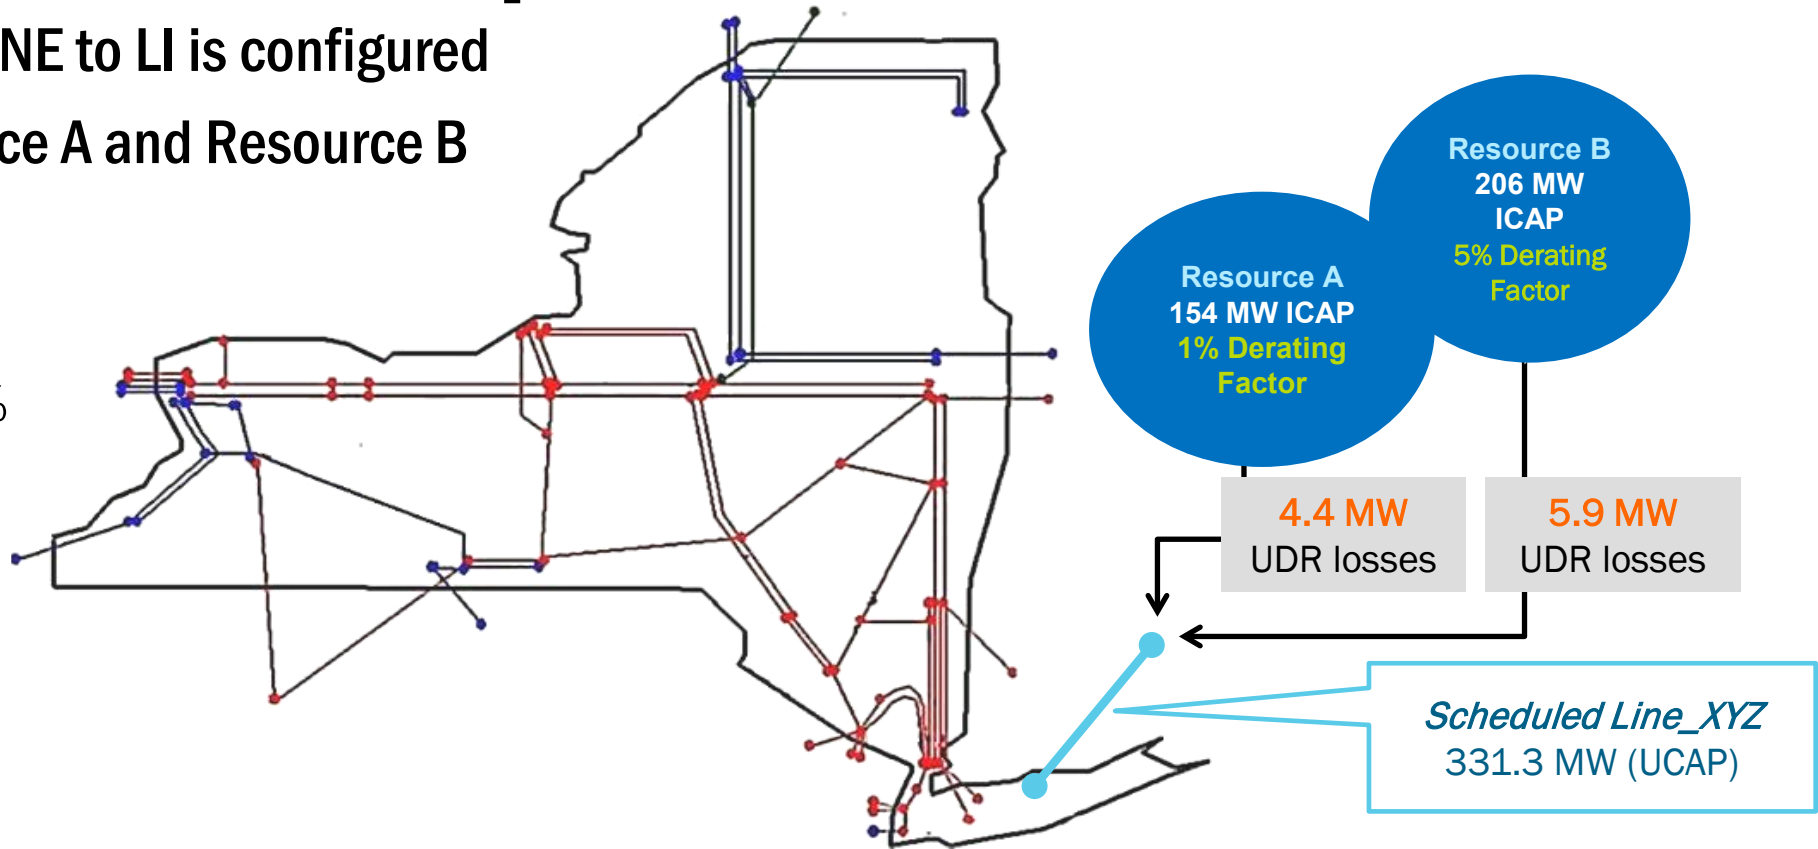 NE to LI is configured
ce A and Resource B
Resource B
206 MW
ICAP
5% Derating
Factor
Resource A
154 MW ICAP
1% Derating
Factor
4.4 MW
UDR losses
5.9 MW
UDR losses
Scheduled Line_XYZ
331.3 MW (UCAP)